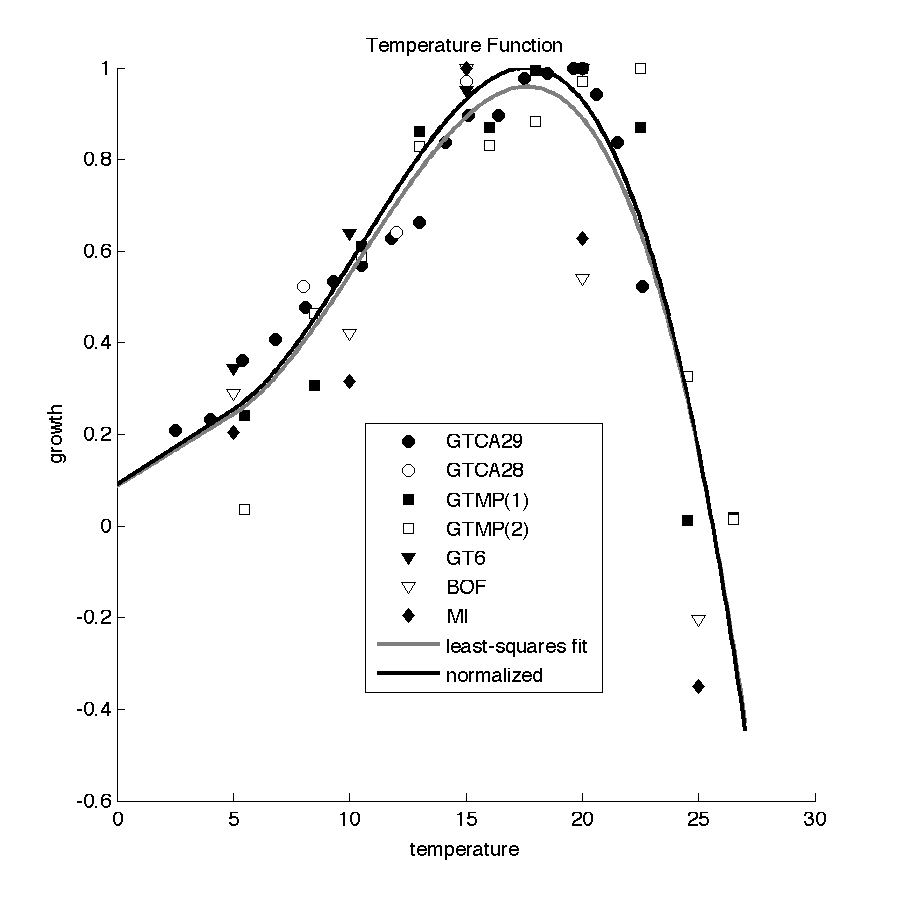 Temperature Function
1
0.8
0.6
0.4
0.2
0
-0.2
-0.4
-0.6
growth
GTCA29
GTCA28
GTMP(1)
GTMP(2)
GT6
BOF
MI
least-squares fit
normalized
0 5 10 15 20 25 30
temperature